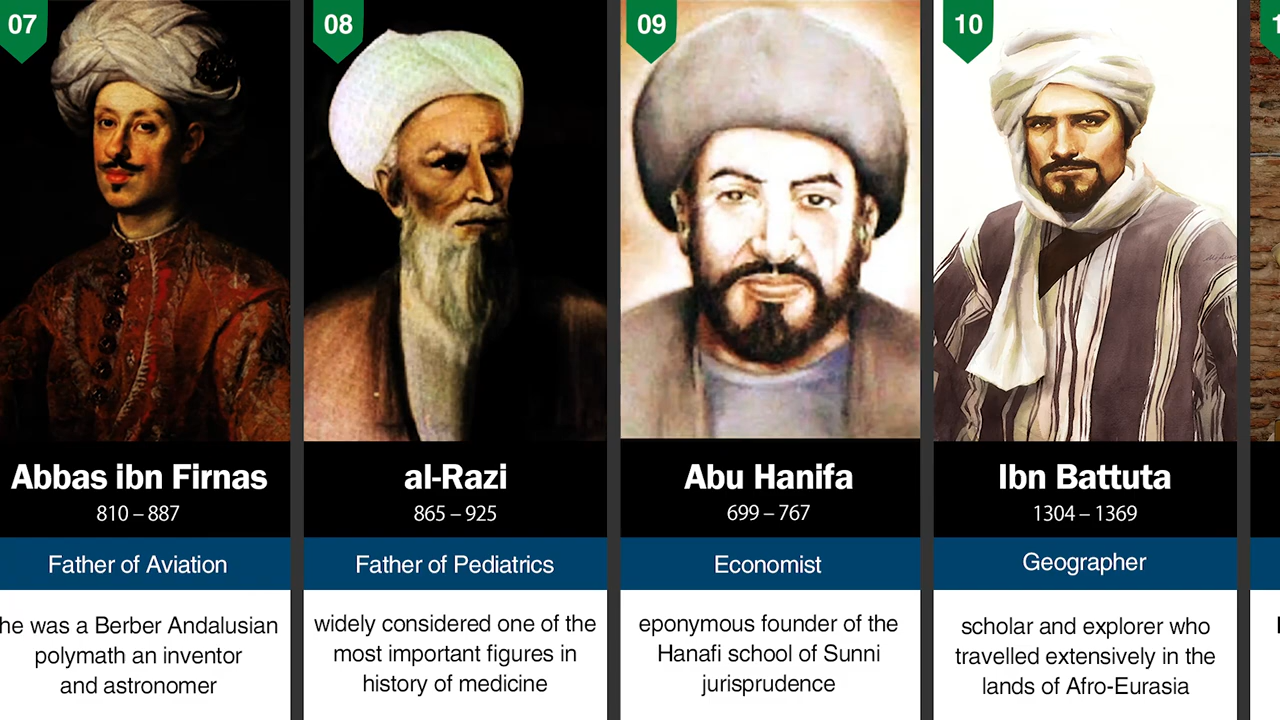 07
Abbas ibn Firnas
810 – 887
Father of Aviation
he was a Berber Andalusian
polymath an inventor
and astronomer
08
al-Razi
865 – 925
Father of Pediatrics
widely considered one of the
most important figures in
history of medicine
09
Abu Hanifa
699 – 767
Economist
eponymous founder of the
Hanafi school of Sunni
jurisprudence
10
Ibn Battuta
1304 – 1369
Geographer
scholar and explorer who
travelled extensively in the
lands of Afro-Eurasia